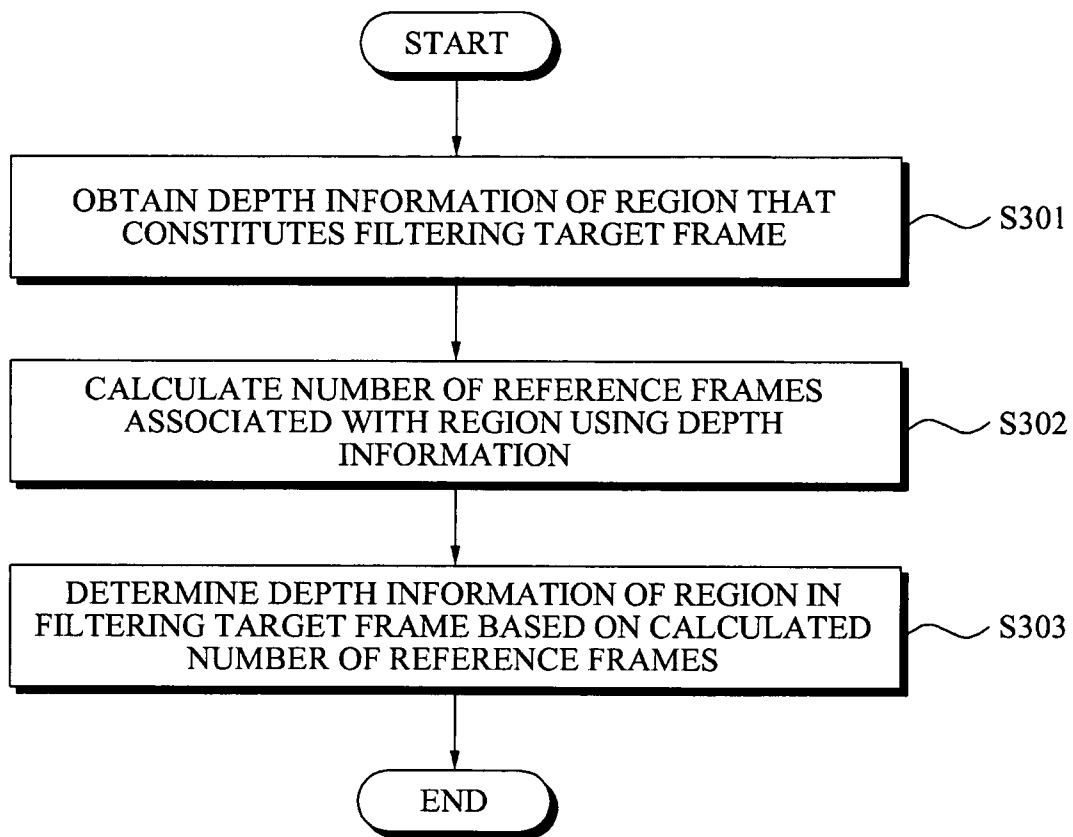 START
OBTAIN DEPTH INFORMATION OF REGION THAT
CONSTITUTES FILTERING TARGET FRAME
S301
CALCULATE NUMBER OF REFERENCE FRAMES
ASSOCIATED WITH REGION USING DEPTH
INFORMATION
S302
DETERMINE DEPTH INFORMATION OF REGION IN
FILTERING TARGET FRAME BASED ON CALCULATED
NUMBER OF REFERENCE FRAMES
S303
END